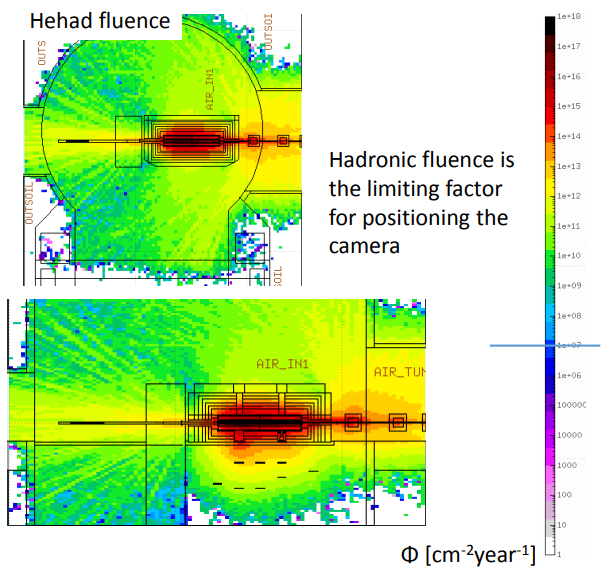 Hehad fluence
OUTS
OUTSOI
AIR_IN1
OUTSOIL
SOIL
Hadronic fluence is
the limiting factor
for positioning the
camera
AIR_IN1
AIR_TUN
1e+18
1e+17
1e+16
1e+15
1e+14
1e+13
1e+12
1e+11
1e+10
1e+09
1e+08
1e+07
1e+06
100000
10000
1000
100
10
1
Φ [cm⁻²year⁻¹]